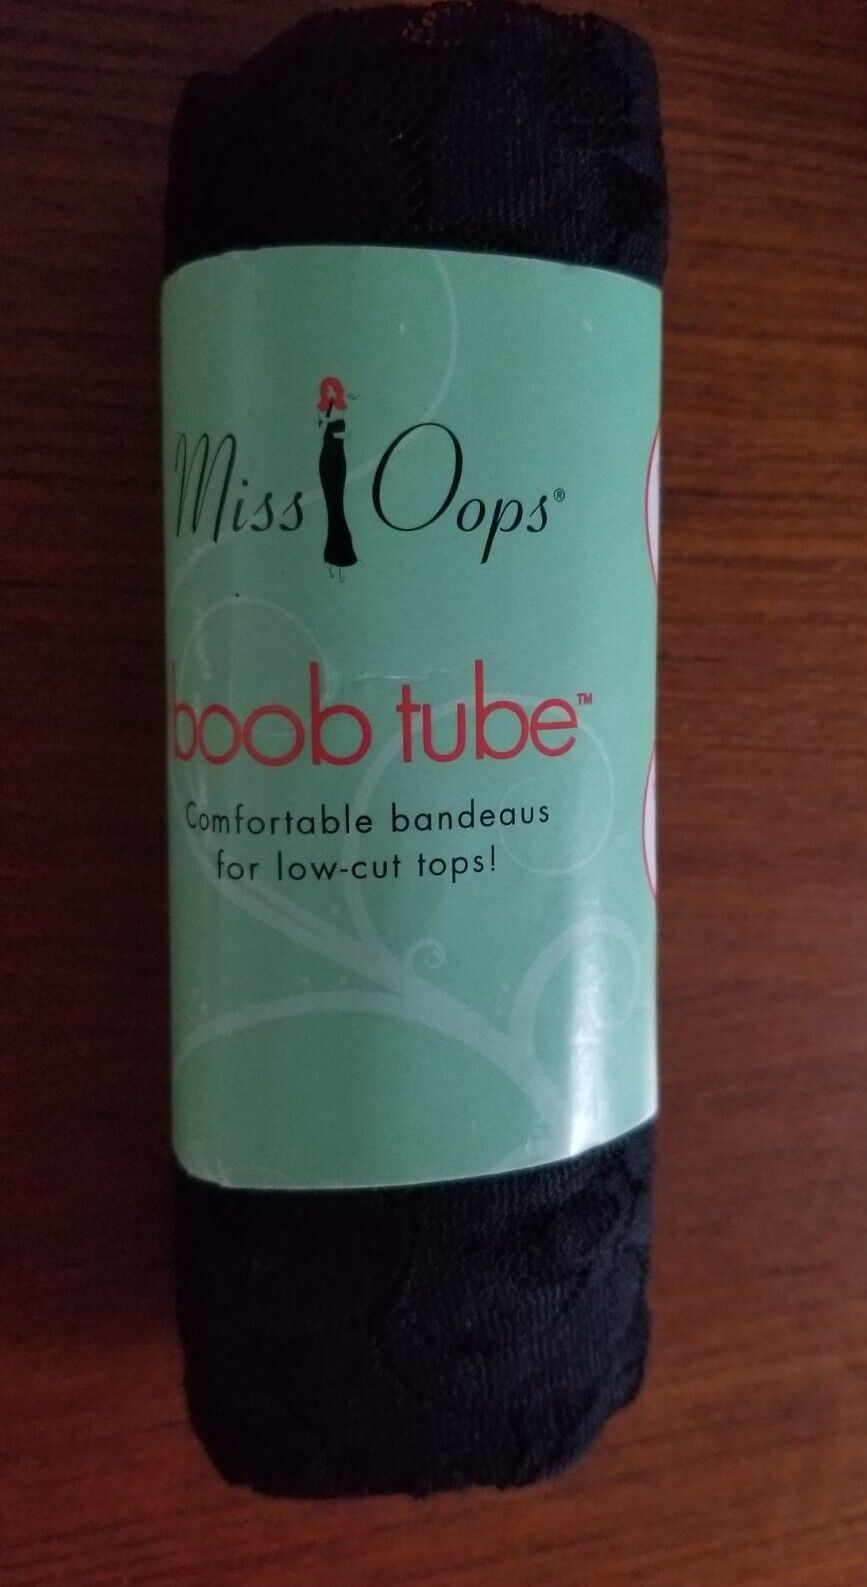 Miss Oops®
boob tube™
Comfortable bandeaus
for low-cut tops!